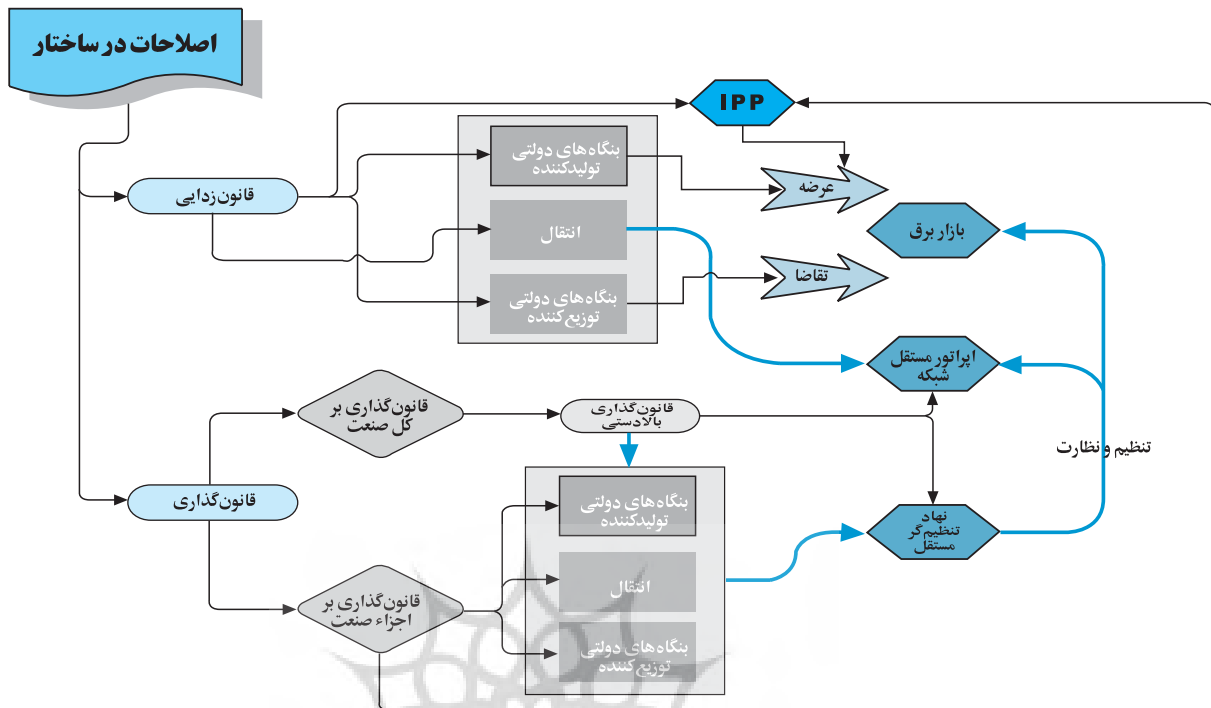 اصلاحات در ساختار
IPP
بنگاه‌های دولتی
تولیدکننده
عرضه
قانون‌زدایی
انتقال
بازار برق
تقاضا
بنگاه‌های دولتی
توزیع‌کننده
اپراتور مستقل
شبکه
قانون‌گذاری بر
کل صنعت
قانون‌گذاری
بالادستی
تنظیم و نظارت
قانون‌گذاری
بنگاه‌های دولتی
تولیدکننده
نهاد
تنظیم‌گر
مستقل
انتقال
قانون‌گذاری بر
اجزاء صنعت
بنگاه‌های دولتی
توزیع‌کننده